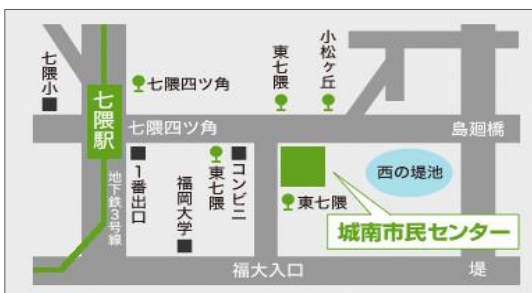 七隈小
七隈四ツ角
東七隈
小松ヶ丘
七隈駅
七隈四ツ角
島廻橋
地下鉄3号線
1番出口
福岡大学
東七隈
コンビニ
西の堤池
東七隈
城南市民センター
福大入口
堤